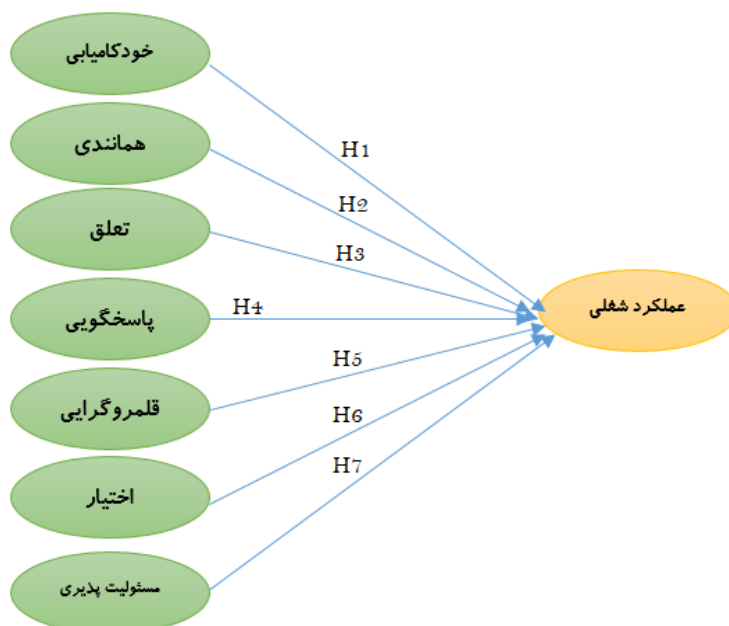 خودکامیابی
همانندی
تعلق
پاسخگویی
قلمروگرایی
اختیار
مسئولیت پذیری
H1
H2
H3
H4
H5
H6
H7
عملکرد شغلی